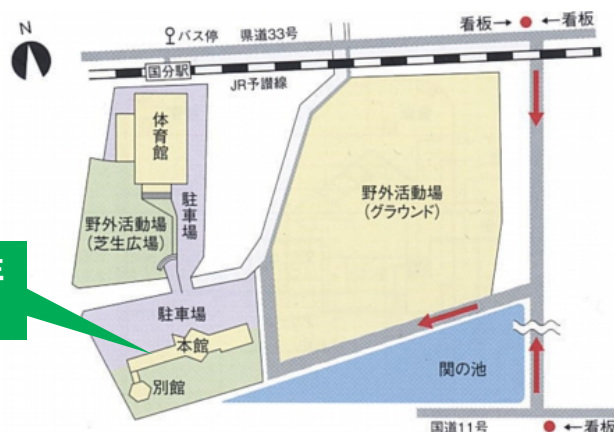 N
バス停 県道33号 看板→ ←看板
国分駅
JR予讃線
体育館
駐車場
野外活動場
(芝生広場)
野外活動場
(グラウンド)
駐車場
本館
別館
関の池
国道11号 ←看板